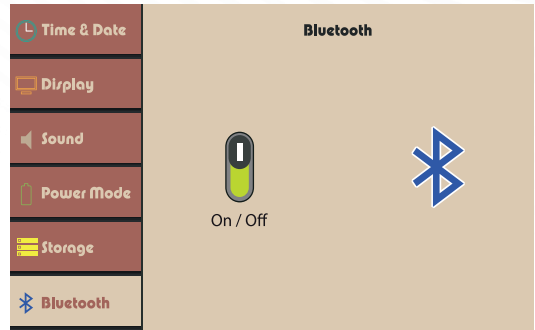 Time & Date
Display
Sound
Power Mode
Storage
Bluetooth
Bluetooth
On / Off